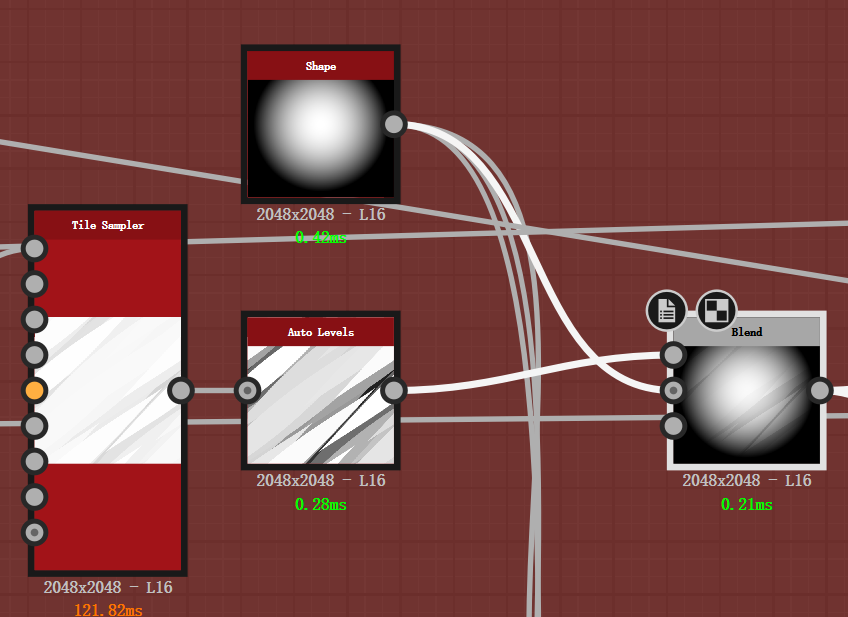 Shape
2048x2048 - L16
0.42ms
Tile Sampler
2048x2048 - L16
121.82ms
Auto Levels
2048x2048 - L16
0.28ms
Blend
2048x2048 - L16
0.21ms